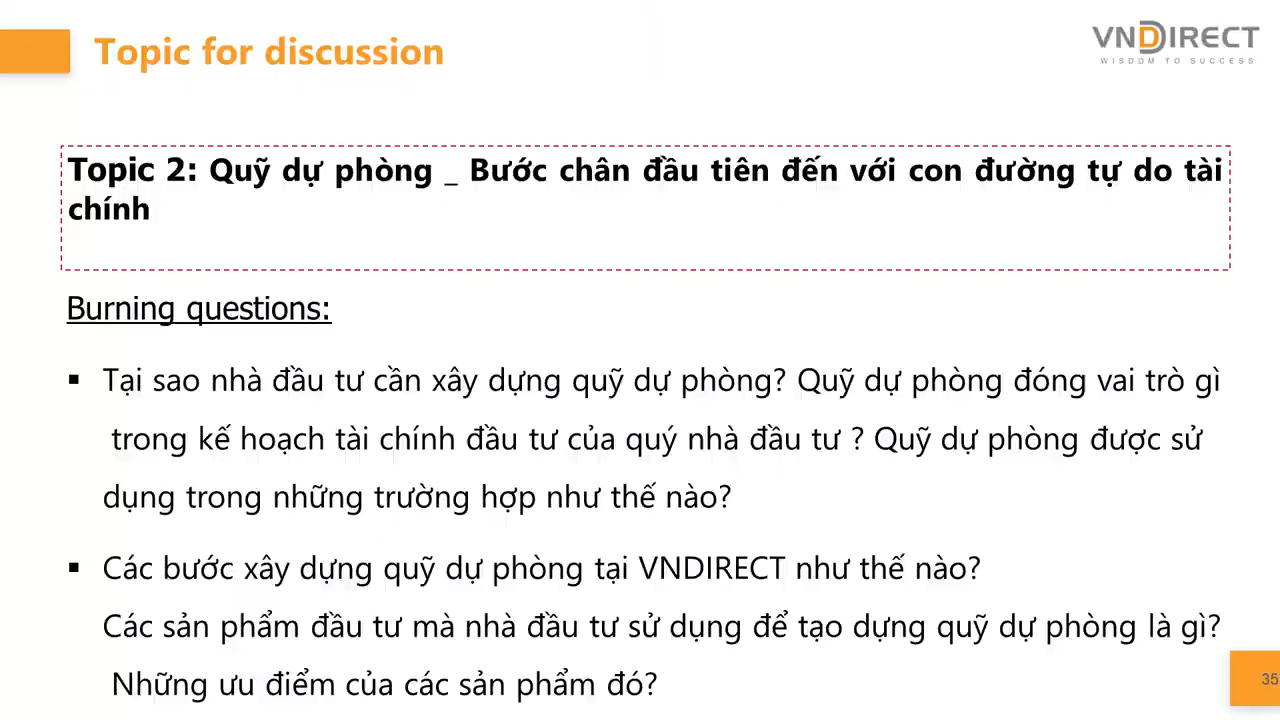 Topic for discussion
VNDIRECT
WISDOM TO SUCCESS
Topic 2: Quỹ dự phòng _ Bước chân đầu tiên đến với con đường tự do tài
chính
Burning questions:
▪ Tại sao nhà đầu tư cần xây dựng quỹ dự phòng? Quỹ dự phòng đóng vai trò gì
trong kế hoạch tài chính đầu tư của quý nhà đầu tư ? Quỹ dự phòng được sử
dụng trong những trường hợp như thế nào?
▪ Các bước xây dựng quỹ dự phòng tại VNDIRECT như thế nào?
Các sản phẩm đầu tư mà nhà đầu tư sử dụng để tạo dựng quỹ dự phòng là gì?
Những ưu điểm của các sản phẩm đó?
35